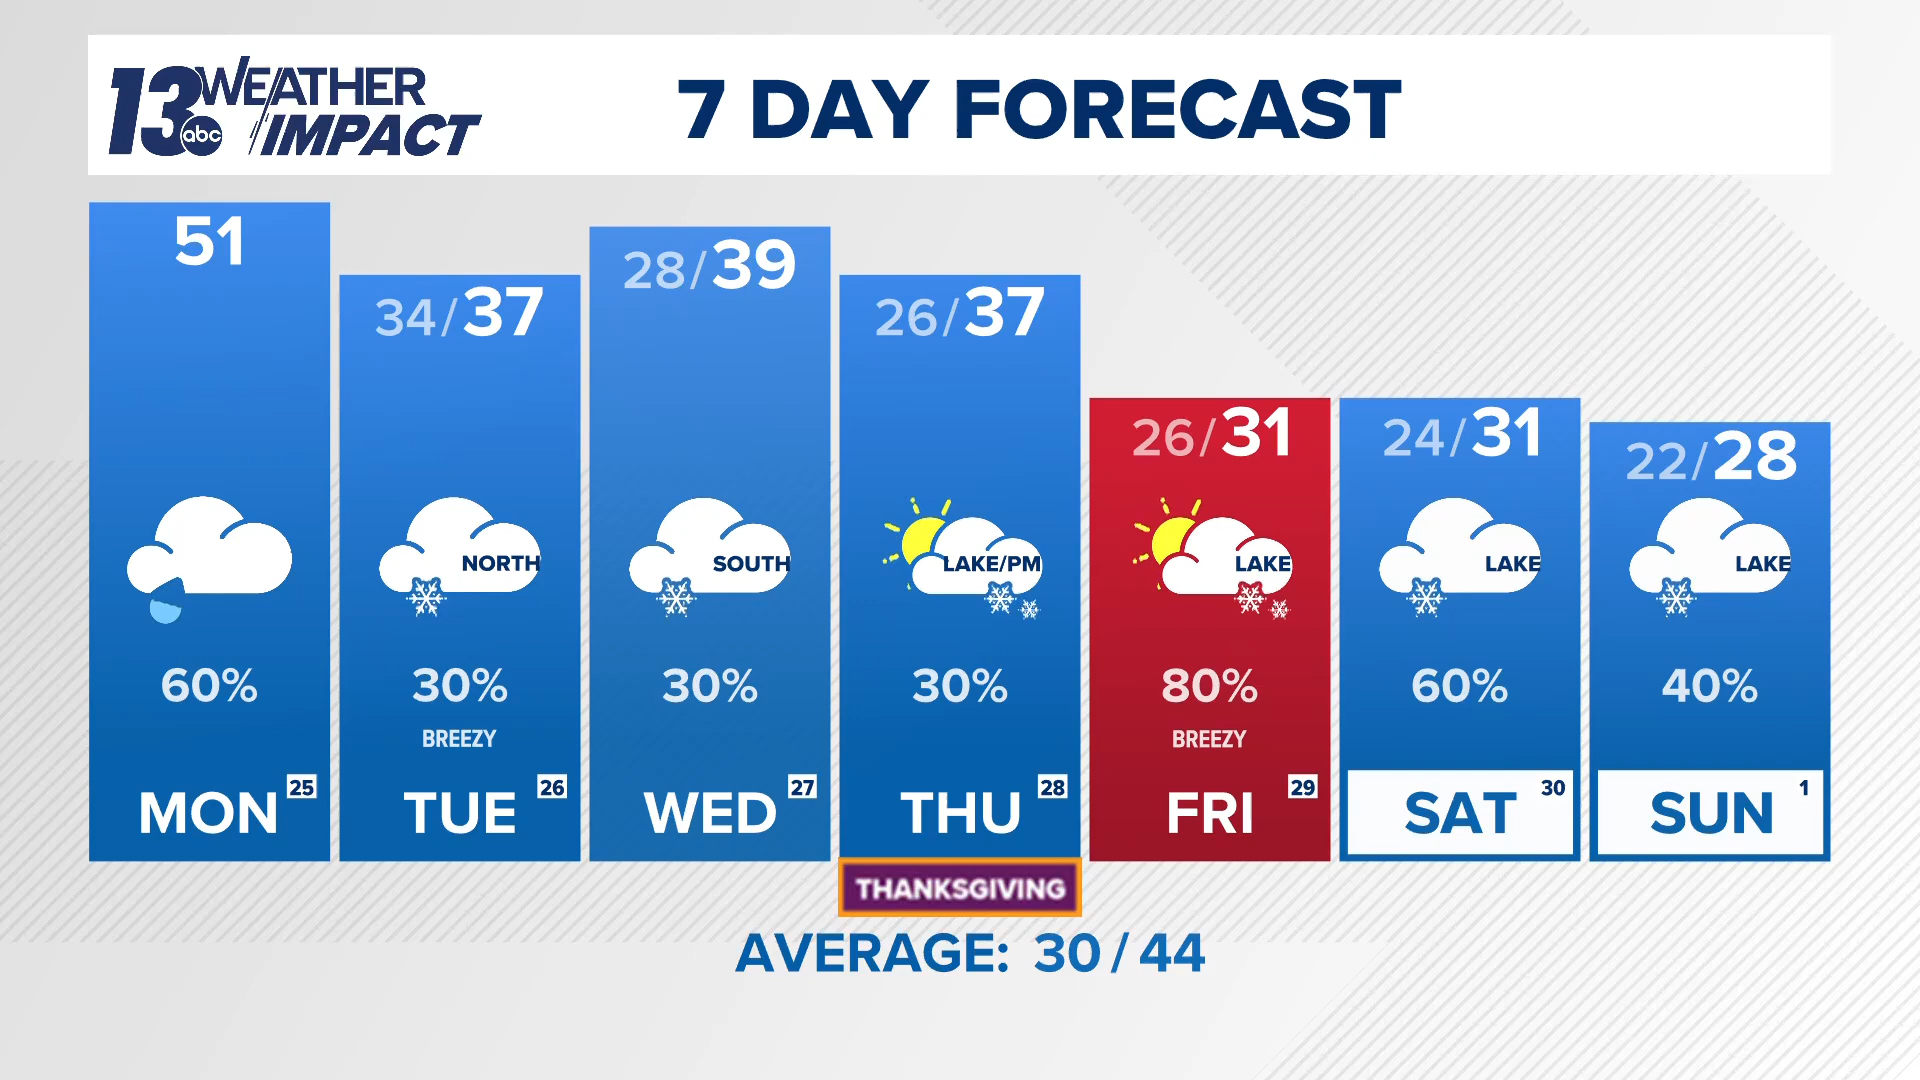 13 WEATHER
abc IMPACT
7 DAY FORECAST
51
60%
MON 25
34/37
NORTH
30%
BREEZY
TUE 26
28/39
SOUTH
30%
WED 27
26/37
LAKE/PM
30%
THU 28
THANKSGIVING
26/31
LAKE
80%
BREEZY
FRI 29
24/31
LAKE
60%
SAT 30
22/28
LAKE
40%
SUN 1
AVERAGE: 30/44